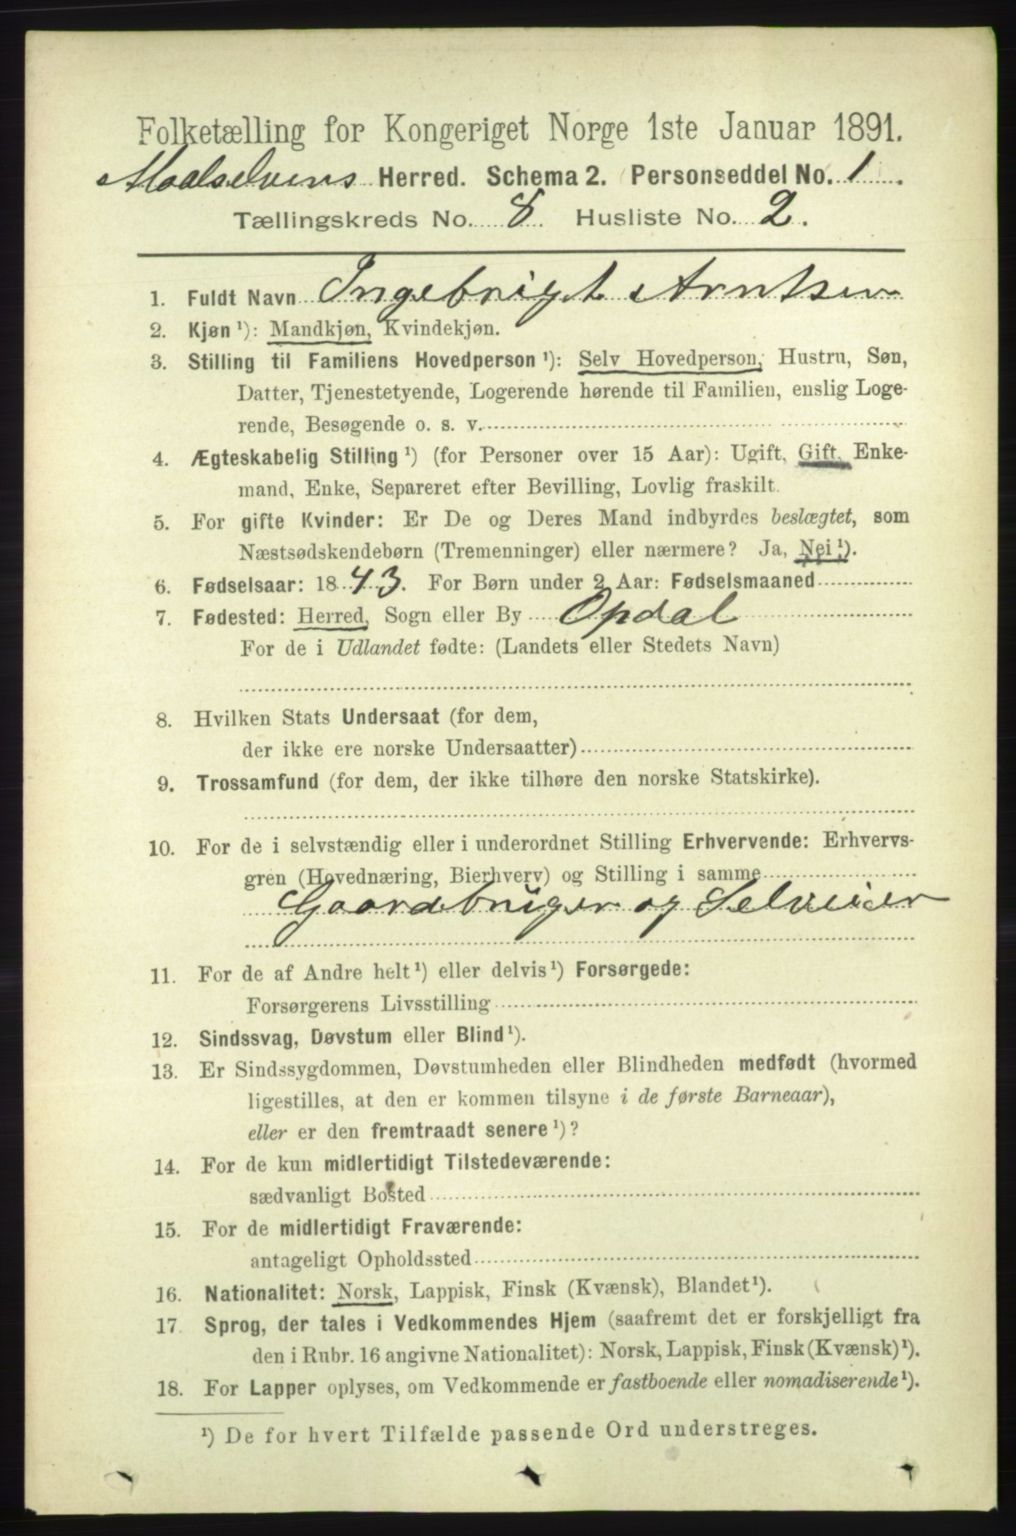 Folketælling for Kongeriget Norge 1ste Januar 1891.
Maalselvens Herred. Schema 2. Personseddel No. 1.
Tællingskreds No. 8. Husliste No. 2.
1. Fuldt Navn Ingebrigt Arntsen
2. Kjøn ¹): Mandkjøn, Kvindekjøn.
3. Stilling til Familiens Hovedperson ¹): Selv Hovedperson, Hustru, Søn,
Datter, Tjenestetyende, Logerende hørende til Familien, enslig Loge-
rende, Besøgende o. s. v.
4. Ægteskabelig Stilling ¹) (for Personer over 15 Aar): Ugift, Gift, Enke-
mand, Enke, Separeret efter Bevilling, Lovlig fraskilt.
5. For gifte Kvinder: Er De og Deres Mand indbyrdes beslægtet, som
Næstsødskendebørn (Tremenninger) eller nærmere? Ja, Nei ¹).
6. Fødselsaar: 1843. For Børn under 2 Aar: Fødselsmaaned
7. Fødested: Herred, Sogn eller By Opdal
For de i Udlandet fødte: (Landets eller Stedets Navn)
8. Hvilken Stats Undersaat (for dem,
der ikke ere norske Undersaatter)
9. Trossamfund (for dem, der ikke tilhøre den norske Statskirke).
10. For de i selvstændig eller i underordnet Stilling Erhvervende: Erhvervs-
gren (Hovednæring, Bierhverv) og Stilling i samme
Gaardbruger og Selveier
11. For de af Andre helt ¹) eller delvis ¹) Forsørgede:
Forsørgerens Livsstilling
12. Sindssvag, Døvstum eller Blind ¹).
13. Er Sindssygdommen, Døvstumheden eller Blindheden medfødt (hvormed
ligestilles, at den er kommen tilsyne i de første Barneaar),
eller er den fremtraadt senere ¹)?
14. For de kun midlertidigt Tilstedeværende:
sædvanligt Bosted
15. For de midlertidigt Fraværende:
antageligt Opholdssted
16. Nationalitet: Norsk, Lappisk, Finsk (Kvænsk), Blandet ¹).
17. Sprog, der tales i Vedkommendes Hjem (saafremt det er forskjelligt fra
den i Rubr. 16 angivne Nationalitet): Norsk, Lappisk, Finsk (Kvænsk) ¹).
18. For Lapper oplyses, om Vedkommende er fastboende eller nomadiserende ¹).
¹) De for hvert Tilfælde passende Ord understreges.